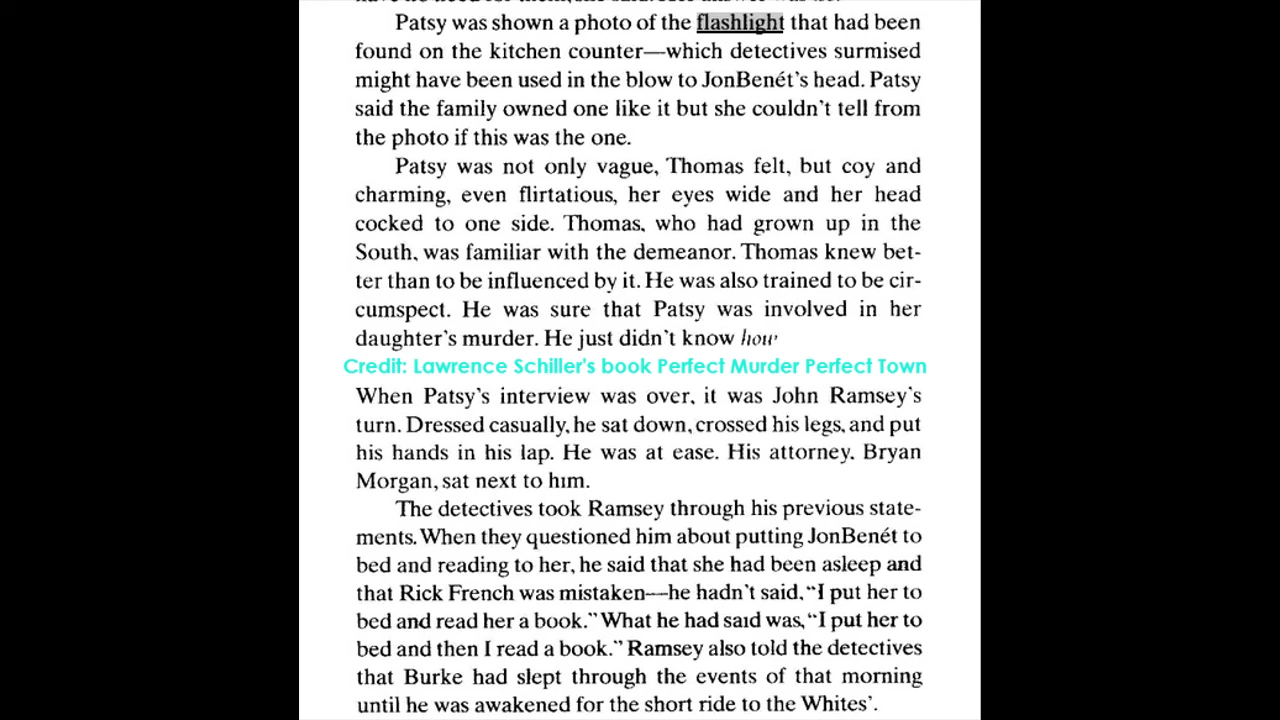 Patsy was shown a photo of the flashlight that had been
found on the kitchen counter—which detectives surmised
might have been used in the blow to JonBenét's head. Patsy
said the family owned one like it but she couldn't tell from
the photo if this was the one.
Patsy was not only vague, Thomas felt, but coy and
charming, even flirtatious, her eyes wide and her head
cocked to one side. Thomas, who had grown up in the
South, was familiar with the demeanor. Thomas knew bet-
ter than to be influenced by it. He was also trained to be cir-
cumspect. He was sure that Patsy was involved in her
daughter's murder. He just didn't know how
Credit: Lawrence Schiller's book Perfect Murder Perfect Town
When Patsy's interview was over, it was John Ramsey's
turn. Dressed casually, he sat down, crossed his legs, and put
his hands in his lap. He was at ease. His attorney, Bryan
Morgan, sat next to him.
The detectives took Ramsey through his previous state-
ments. When they questioned him about putting JonBenét to
bed and reading to her, he said that she had been asleep and
that Rick French was mistaken—he hadn't said, "I put her to
bed and read her a book." What he had said was, "I put her to
bed and then I read a book." Ramsey also told the detectives
that Burke had slept through the events of that morning
until he was awakened for the short ride to the Whites'.